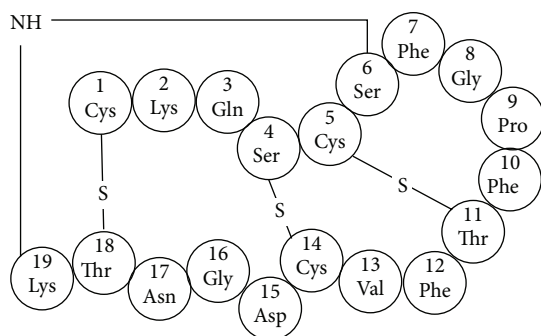 NH
1
Cys
2
Lys
3
Gln
4
Ser
5
Cys
6
Ser
7
Phe
8
Gly
9
Pro
10
Phe
11
Thr
12
Phe
13
Val
14
Cys
15
Asp
16
Gly
17
Asn
18
Thr
19
Lys
S
S
S